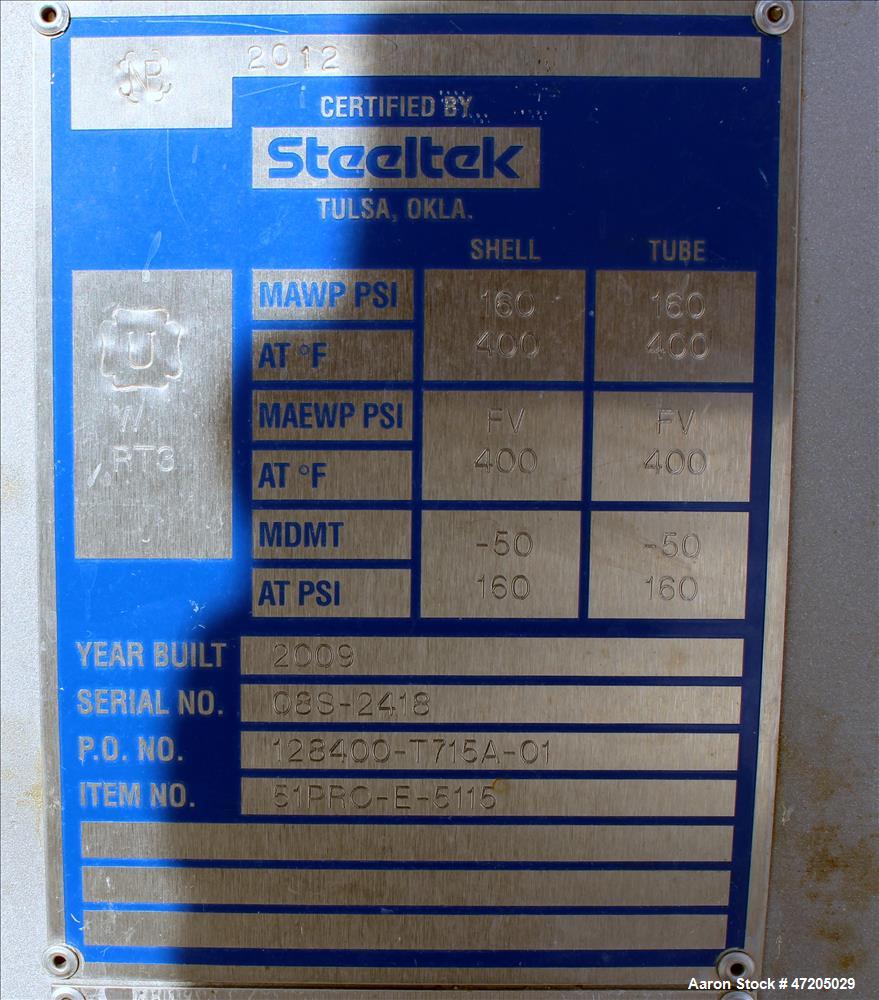 NB 2012
CERTIFIED BY
Steeltek
TULSA, OKLA.
SHELL TUBE
U
W
RT3
MAWP PSI 160 160
AT °F 400 400
MAEWP PSI FV FV
AT °F 400 400
MDMT -50 -50
AT PSI 160 160
YEAR BUILT 2009
SERIAL NO. 08S-2418
P.O. NO. 128400-T715A-01
ITEM NO. 51PRO-E-5115
Aaron Stock # 47205029